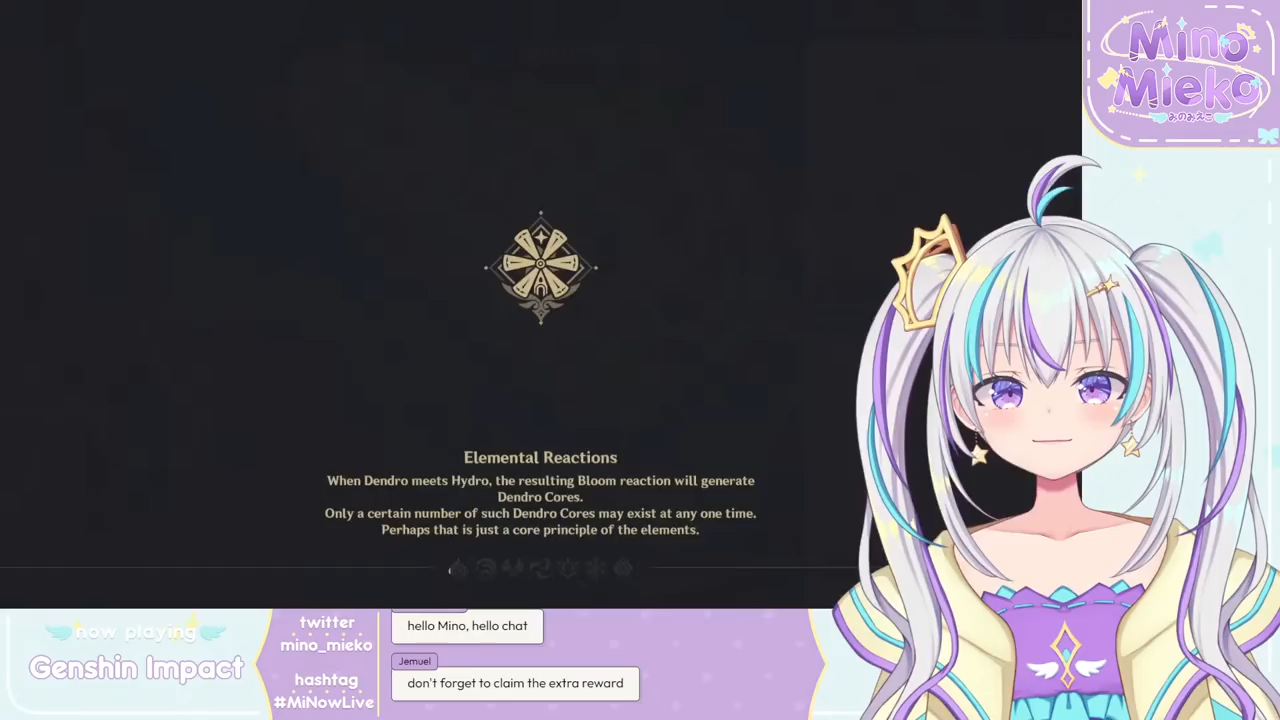 Mino
Mieko
みのみえこ
Elemental Reactions
When Dendro meets Hydro, the resulting Bloom reaction will generate
Dendro Cores.
Only a certain number of such Dendro Cores may exist at any one time.
Perhaps that is just a core principle of the elements.
now playing
Genshin Impact
twitter
mino_mieko
hashtag
#MiNowLive
hello Mino, hello chat
Jemuel
don't forget to claim the extra reward